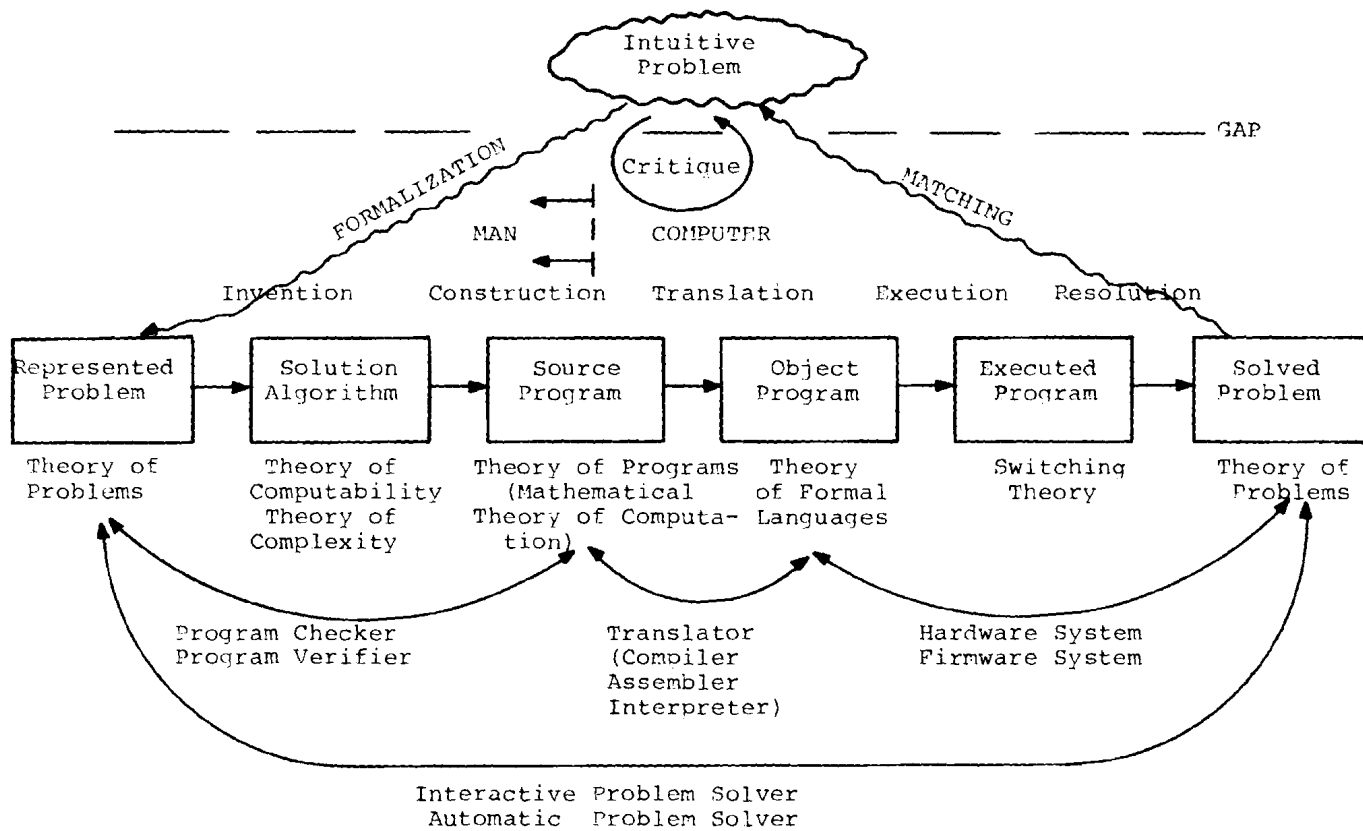 Intuitive
Problem
GAP
FORMALIZATION
Critique
MATCHING
MAN
COMPUTER
Invention
Construction
Translation
Execution
Resolution
Represented
Problem
Solution
Algorithm
Source
Program
Object
Program
Executed
Program
Solved
Problem
Theory of
Problems
Theory of
Computability
Theory of
Complexity
Theory of Programs
(Mathematical
Theory of Computa-
tion)
Theory
of Formal
Languages
Switching
Theory
Theory of
Problems
Program Checker
Program Verifier
Translator
(Compiler
Assembler
Interpreter)
Hardware System
Firmware System
Interactive Problem Solver
Automatic Problem Solver